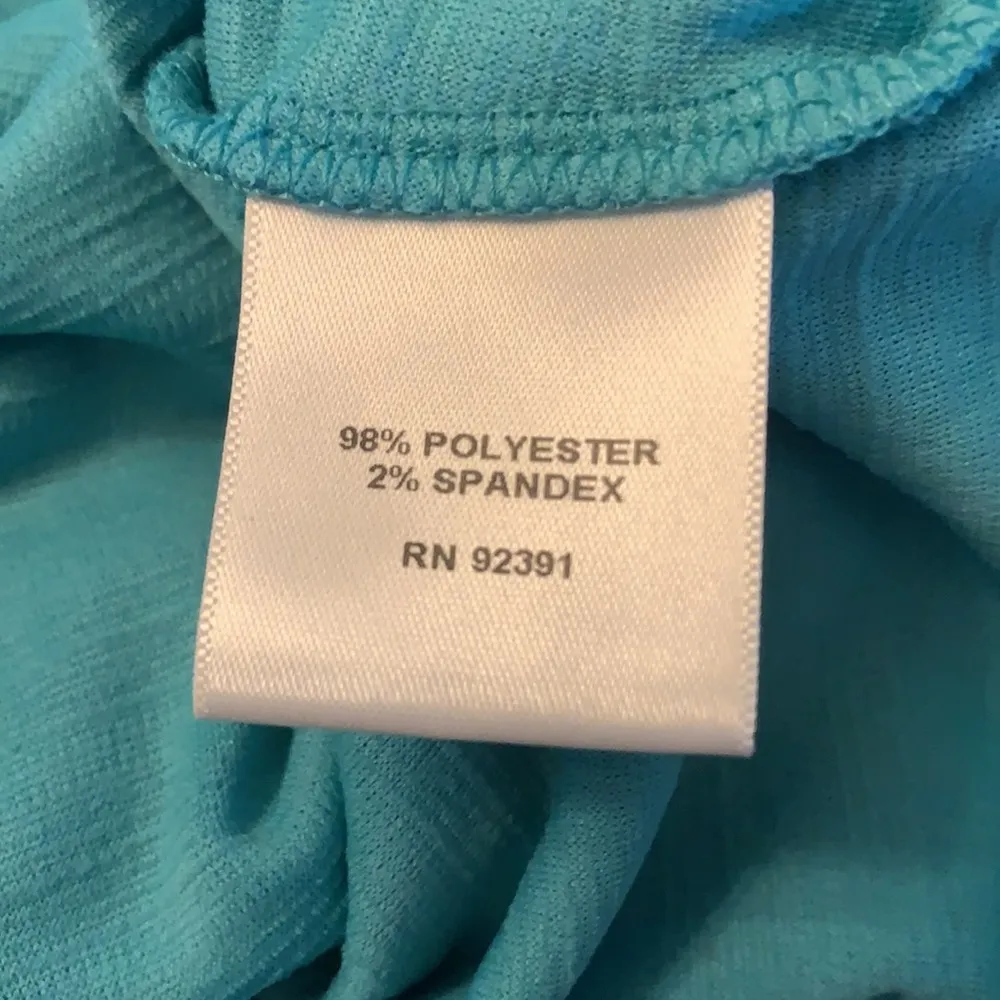 98% POLYESTER
2% SPANDEX
RN 92391